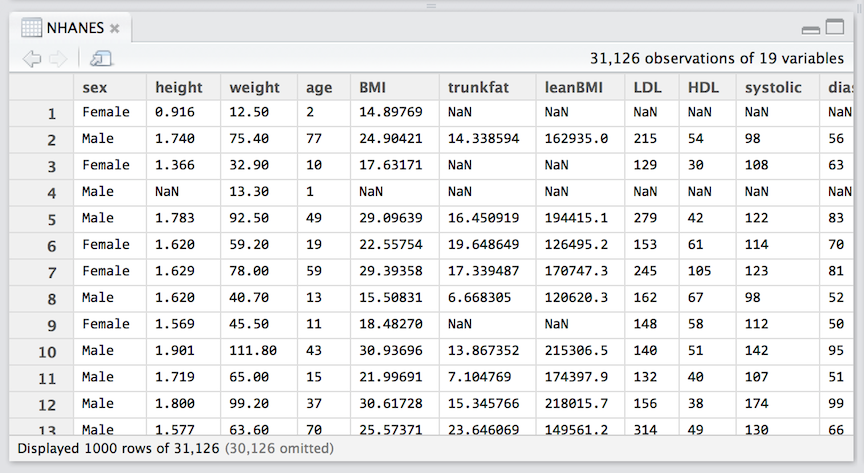 NHANES
31,126 observations of 19 variables
sex height weight age BMI trunkfat leanBMI LDL HDL systolic dias
1 Female 0.916 12.50 2 14.89769 NaN NaN NaN NaN NaN NaN
2 Male 1.740 75.40 77 24.90421 14.338594 162935.0 215 54 98 56
3 Female 1.366 32.90 10 17.63171 NaN NaN 129 30 108 63
4 Male NaN 13.30 1 NaN NaN NaN NaN NaN NaN NaN
5 Male 1.783 92.50 49 29.09639 16.450919 194415.1 279 42 122 83
6 Female 1.620 59.20 19 22.55754 19.648649 126495.2 153 61 114 70
7 Female 1.629 78.00 59 29.39358 17.339487 170747.3 245 105 123 81
8 Male 1.620 40.70 13 15.50831 6.668305 120620.3 162 67 98 52
9 Female 1.569 45.50 11 18.48270 NaN NaN 148 58 112 50
10 Male 1.901 111.80 43 30.93696 13.867352 215306.5 140 51 142 95
11 Male 1.719 65.00 15 21.99691 7.104769 174397.9 132 40 107 51
12 Male 1.800 99.20 37 30.61728 15.345766 218015.7 156 38 174 99
13 Male 1.577 63.60 70 25.57371 23.646069 149561.2 314 49 130 66
Displayed 1000 rows of 31,126 (30,126 omitted)